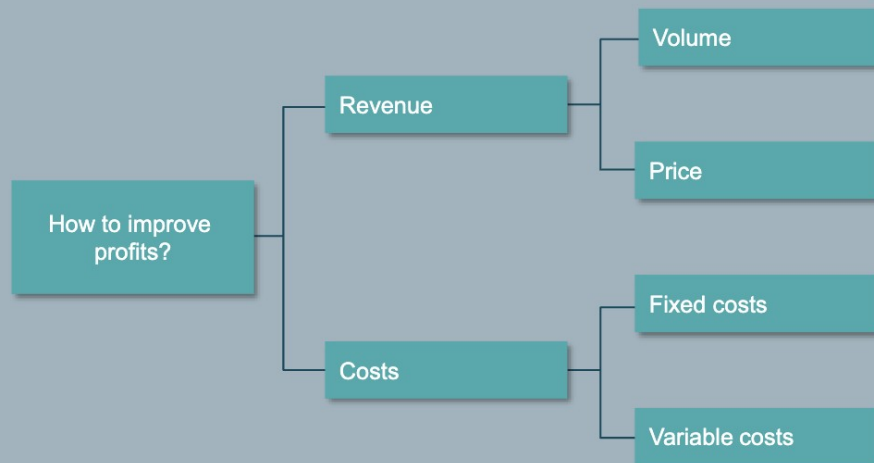 Volume
Revenue
Price
How to improve
profits?
Fixed costs
Costs
Variable costs